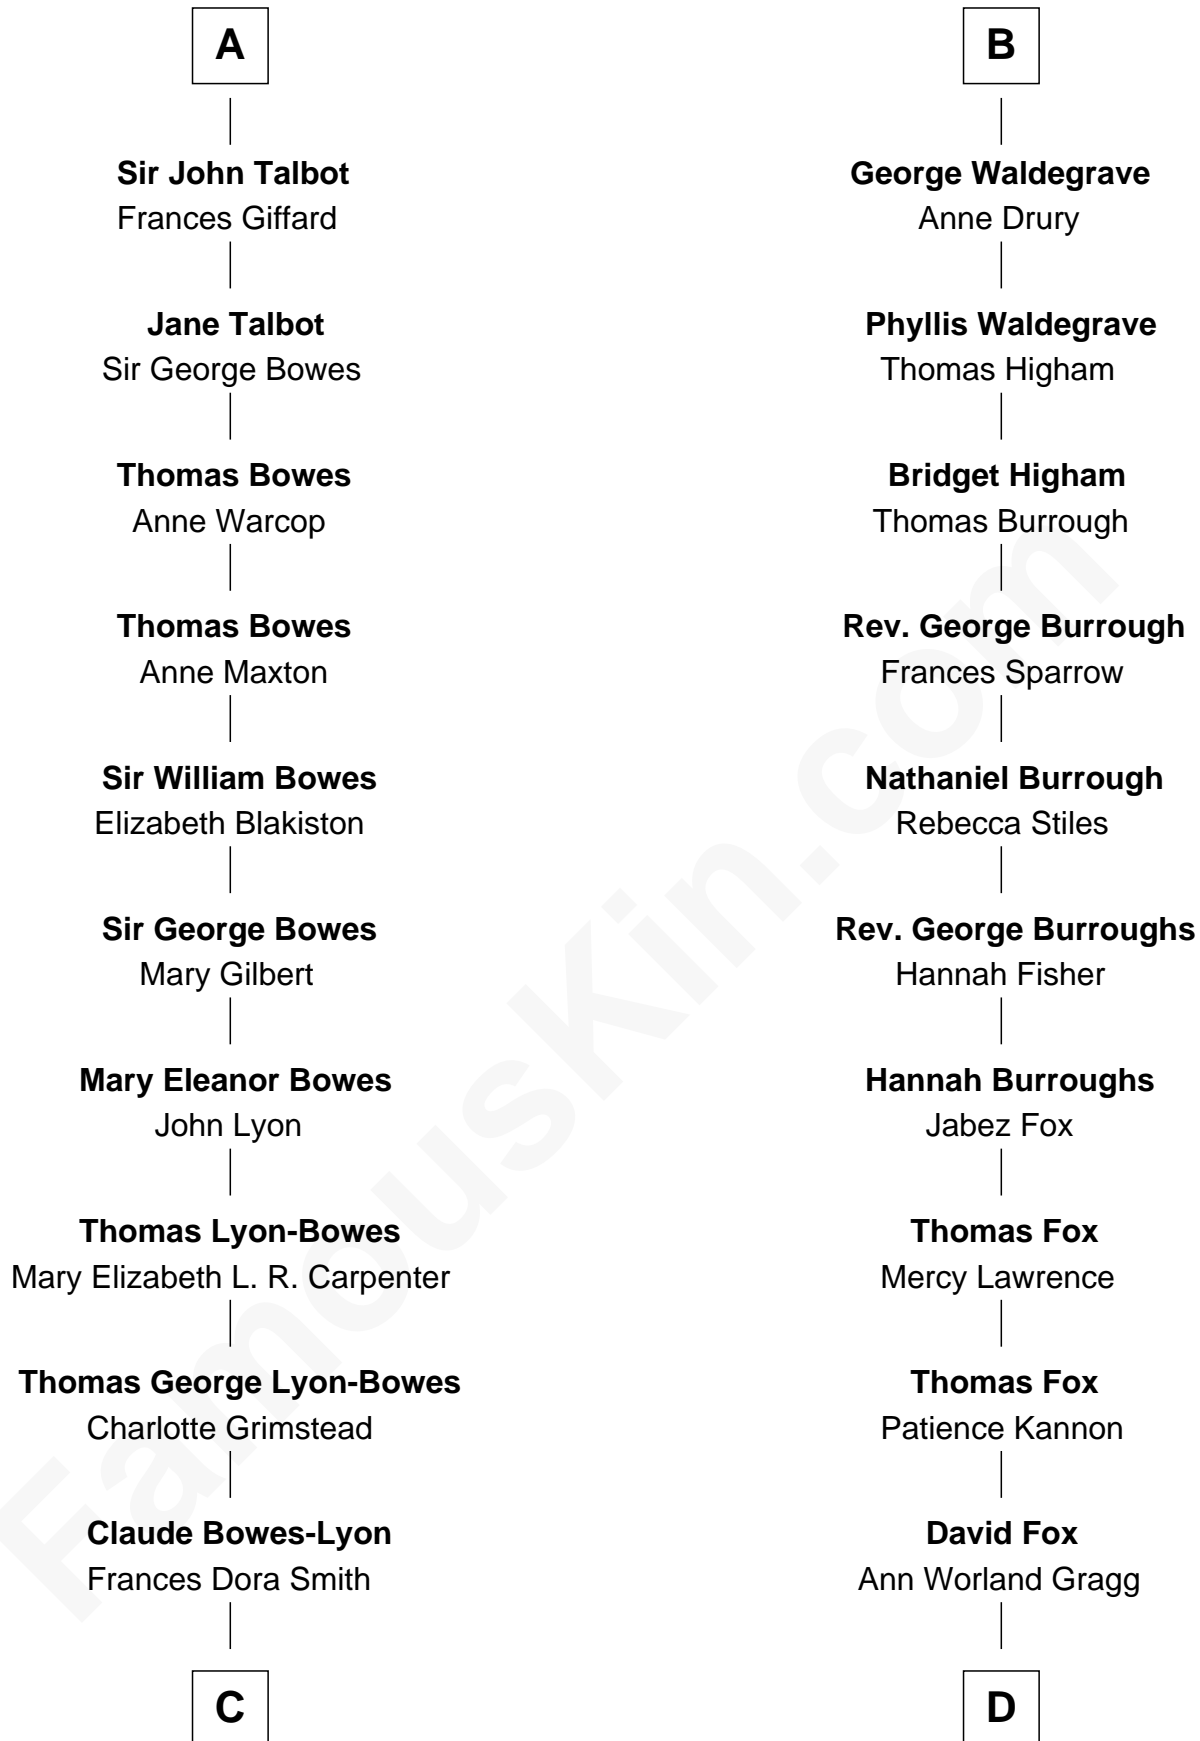 A
Sir John Talbot
Frances Giffard
Jane Talbot
Sir George Bowes
Thomas Bowes
Anne Warcop
Thomas Bowes
Anne Maxton
Sir William Bowes
Elizabeth Blakiston
Sir George Bowes
Mary Gilbert
Mary Eleanor Bowes
John Lyon
Thomas Lyon-Bowes
Mary Elizabeth L. R. Carpenter
Thomas George Lyon-Bowes
Charlotte Grimstead
Claude Bowes-Lyon
Frances Dora Smith
C
B
George Waldegrave
Anne Drury
Phyllis Waldegrave
Thomas Higham
Bridget Higham
Thomas Burrough
Rev. George Burrough
Frances Sparrow
Nathaniel Burrough
Rebecca Stiles
Rev. George Burroughs
Hannah Fisher
Hannah Burroughs
Jabez Fox
Thomas Fox
Mercy Lawrence
Thomas Fox
Patience Kannon
David Fox
Ann Worland Gragg
D
FamousKin.com